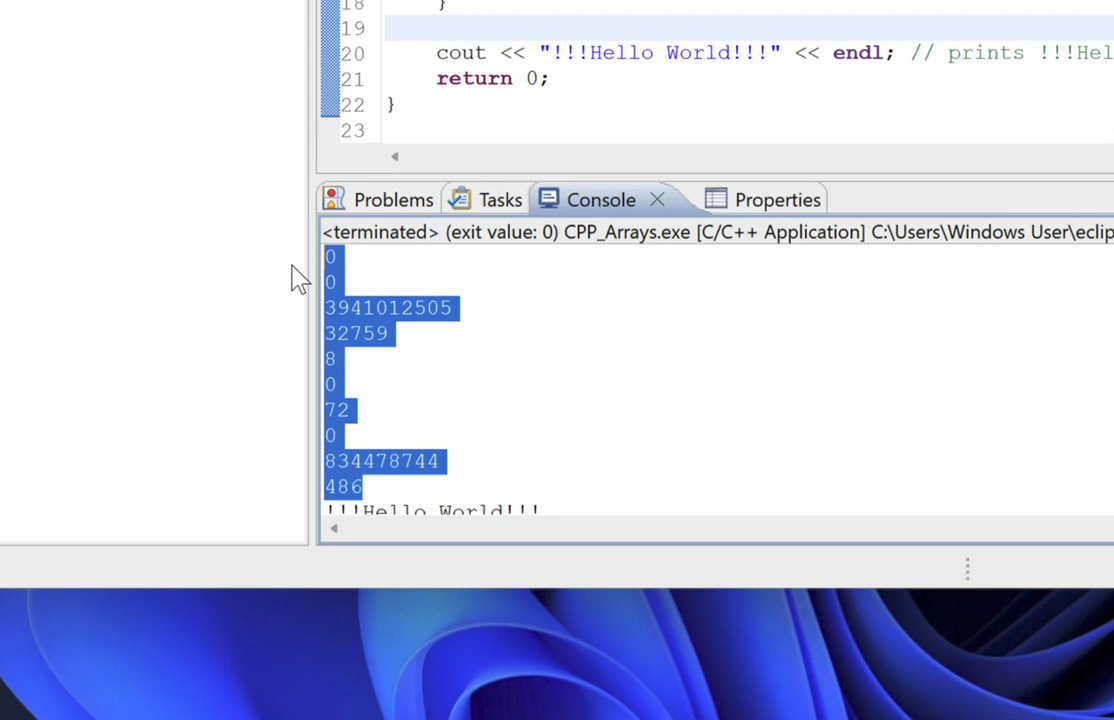 18 }
19
20 cout << "!!!Hello World!!!" << endl; // prints !!!Hel
21 return 0;
22 }
23
Problems Tasks Console Properties
<terminated> (exit value: 0) CPP_Arrays.exe [C/C++ Application] C:\Users\Windows User\eclip
0
0
3941012505
32759
8
0
72
0
834478744
486
!!!Hello World!!!